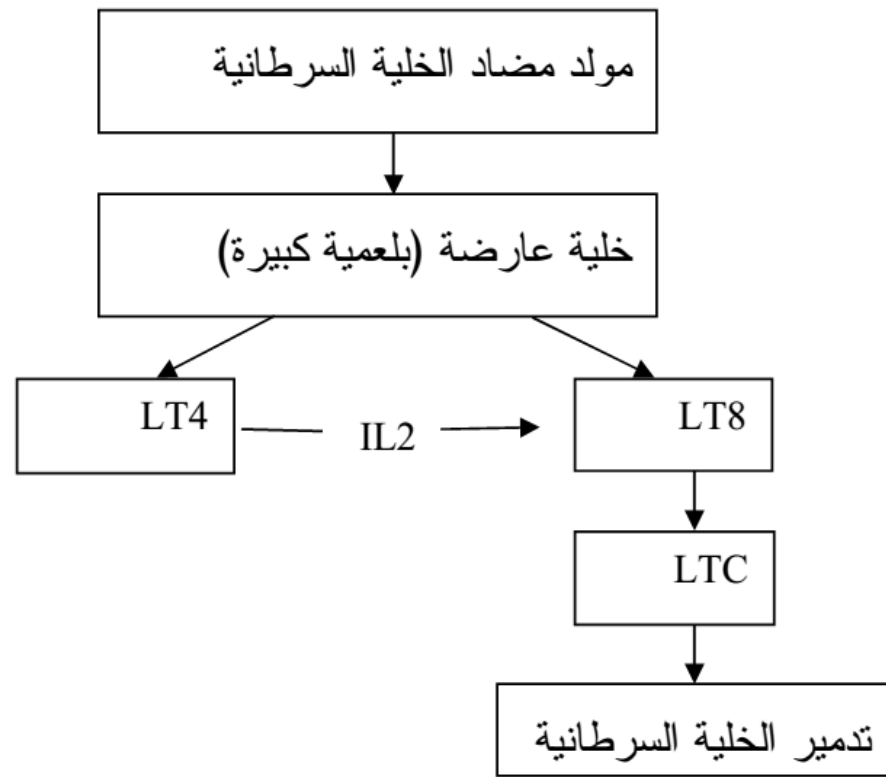 مولد مضاد الخلية السرطانية
خلية عارضة (بلعمية كبيرة)
LT4
IL2
LT8
LTC
تدمير الخلية السرطانية